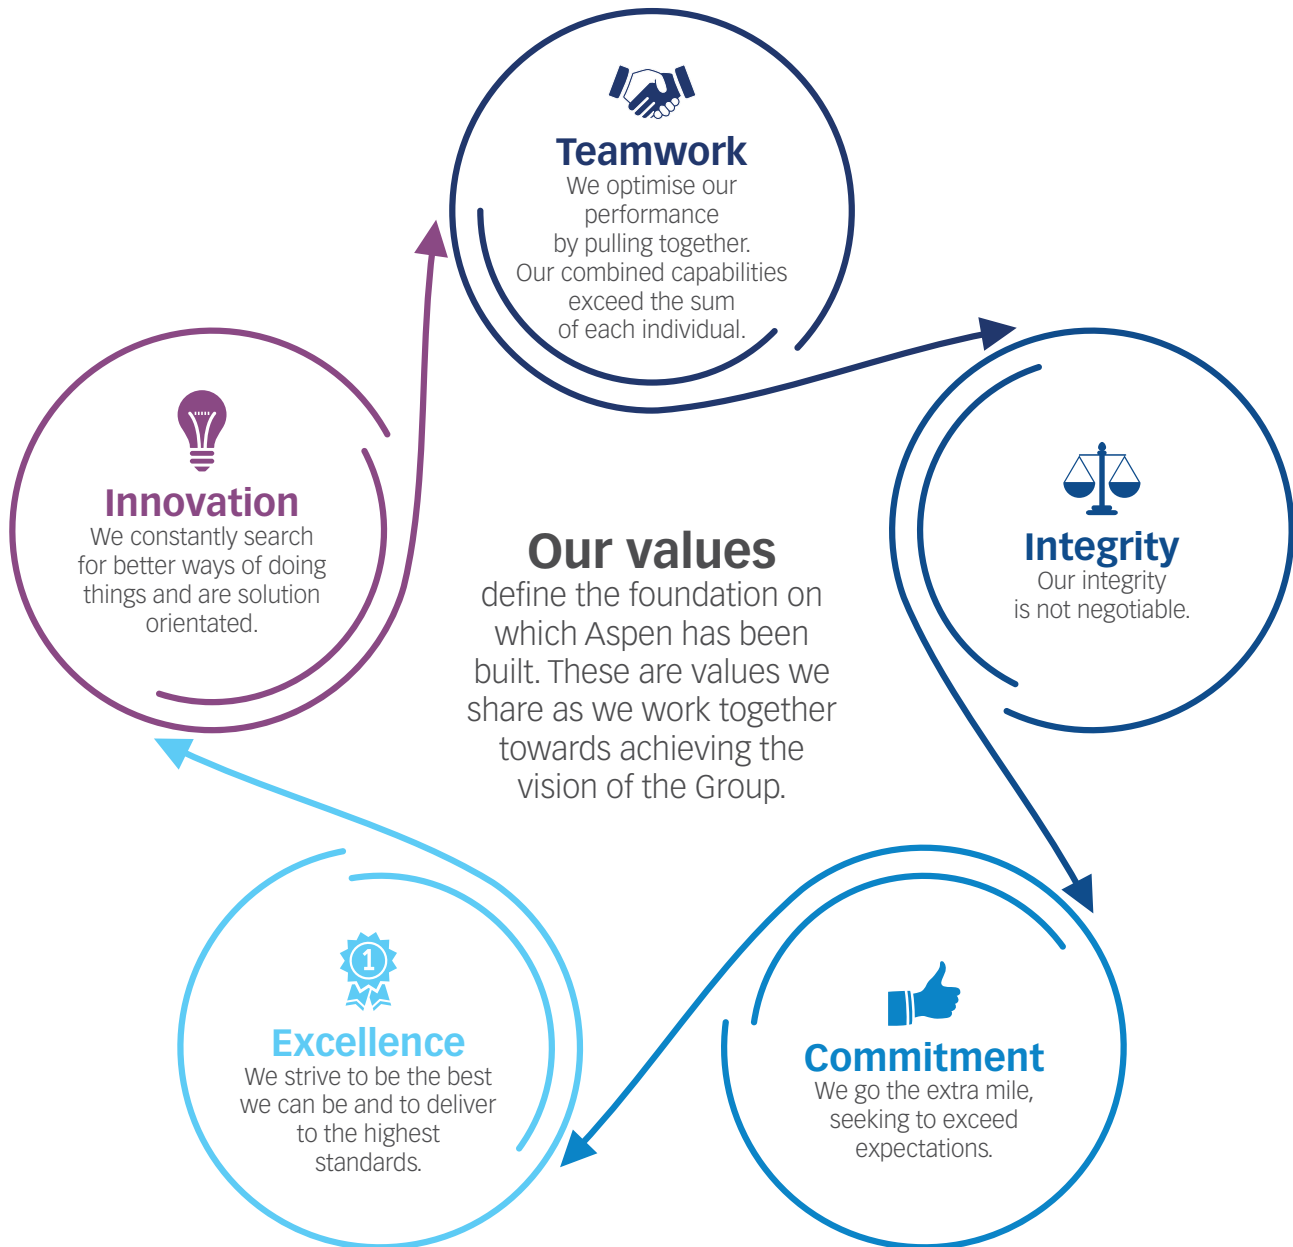 Teamwork
We optimise our
performance
by pulling together.
Our combined capabilities
exceed the sum
of each individual.
Integrity
Our integrity
is not negotiable.
Commitment
We go the extra mile,
seeking to exceed
expectations.
1
Excellence
We strive to be the best
we can be and to deliver
to the highest
standards.
Innovation
We constantly search
for better ways of doing
things and are solution
orientated.
Our values
define the foundation on
which Aspen has been
built. These are values we
share as we work together
towards achieving the
vision of the Group.